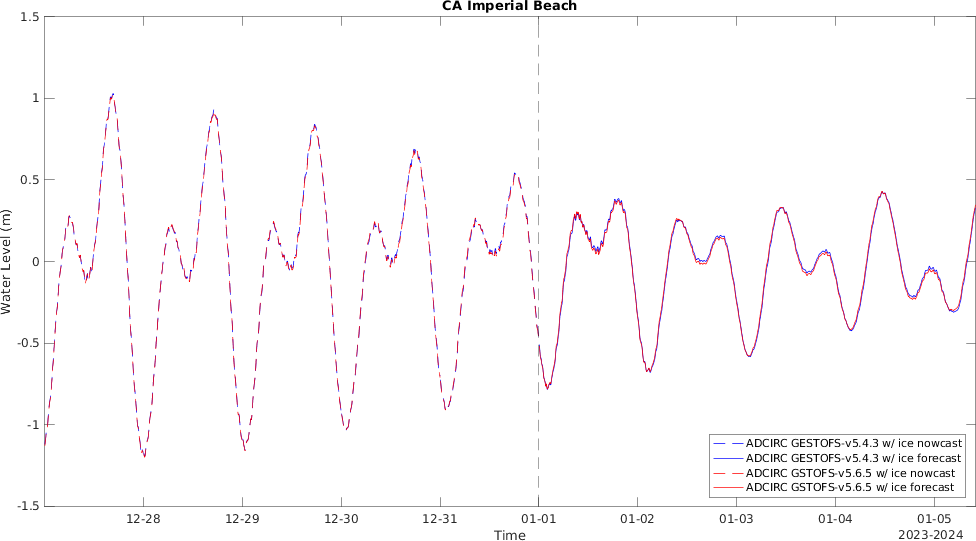 CA Imperial Beach
Water Level (m)
1.5
1
0.5
0
-0.5
-1
-1.5
12-28
12-29
12-30
12-31
01-01
01-02
01-03
01-04
01-05
2023-2024
Time
ADCIRC GESTOFS-v5.4.3 w/ ice nowcast
ADCIRC GESTOFS-v5.4.3 w/ ice forecast
ADCIRC GSTOFS-v5.6.5 w/ ice nowcast
ADCIRC GSTOFS-v5.6.5 w/ ice forecast